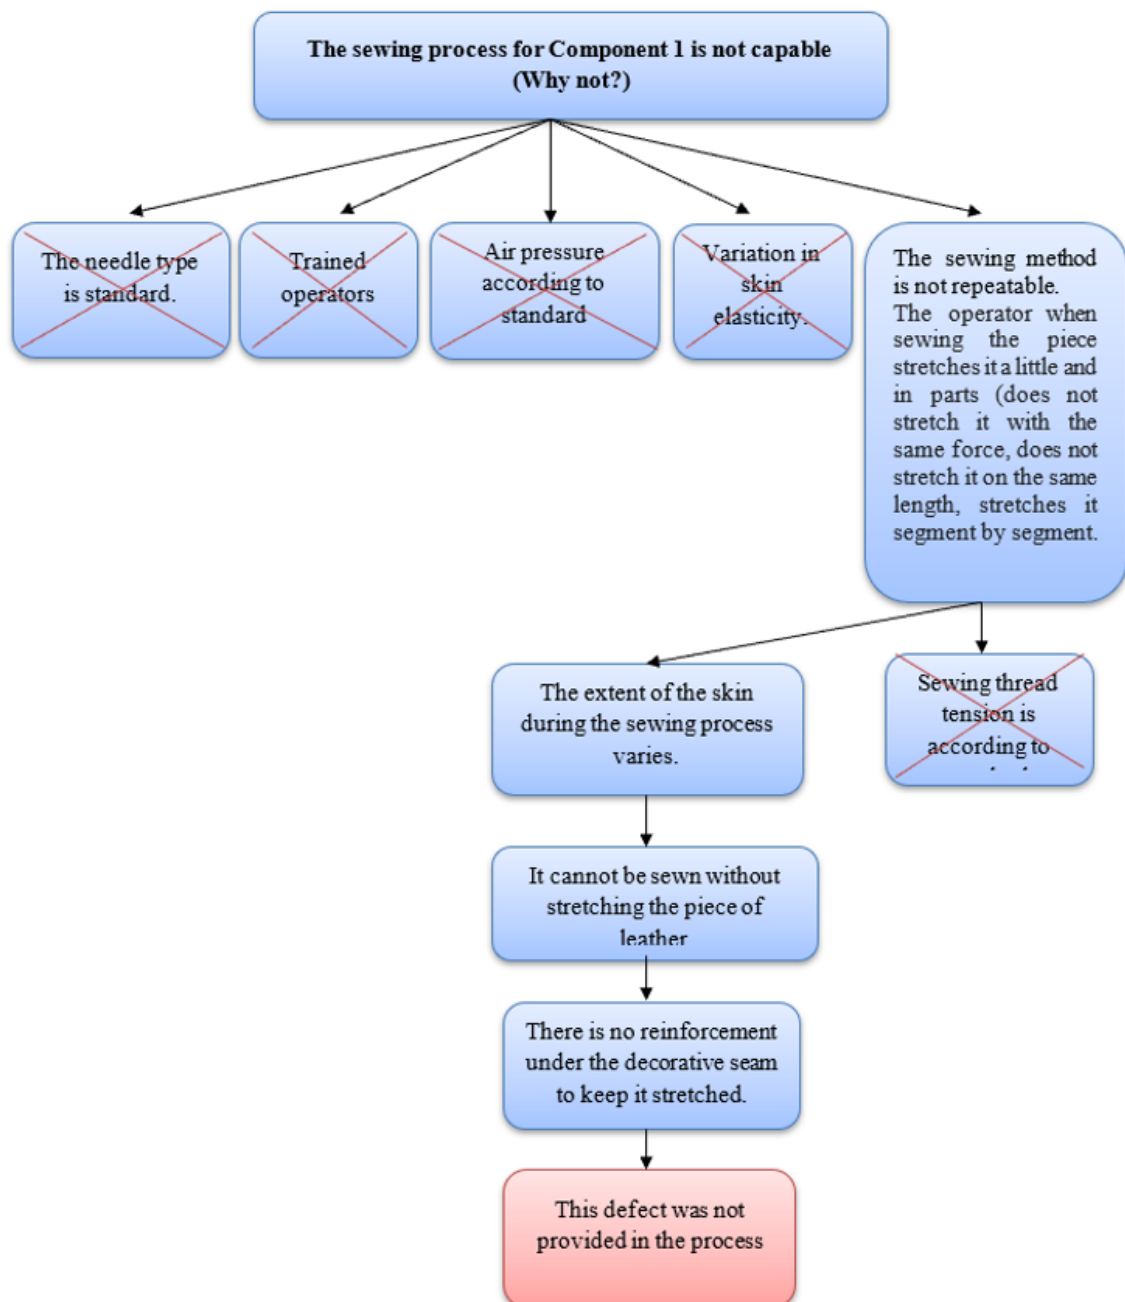 The sewing process for Component 1 is not capable
(Why not?)
The needle type
is standard.
Trained
operators
Air pressure
according to
standard
Variation in
skin
elasticity.
The sewing method
is not repeatable.
The operator when
sewing the piece
stretches it a little and
in parts (does not
stretch it with the
same force, does not
stretch it on the same
length, stretches it
segment by segment.
The extent of the skin
during the sewing process
varies.
Sewing thread
tension is
according to
It cannot be sewn without
stretching the piece of
leather
There is no reinforcement
under the decorative seam
to keep it stretched.
This defect was not
provided in the process